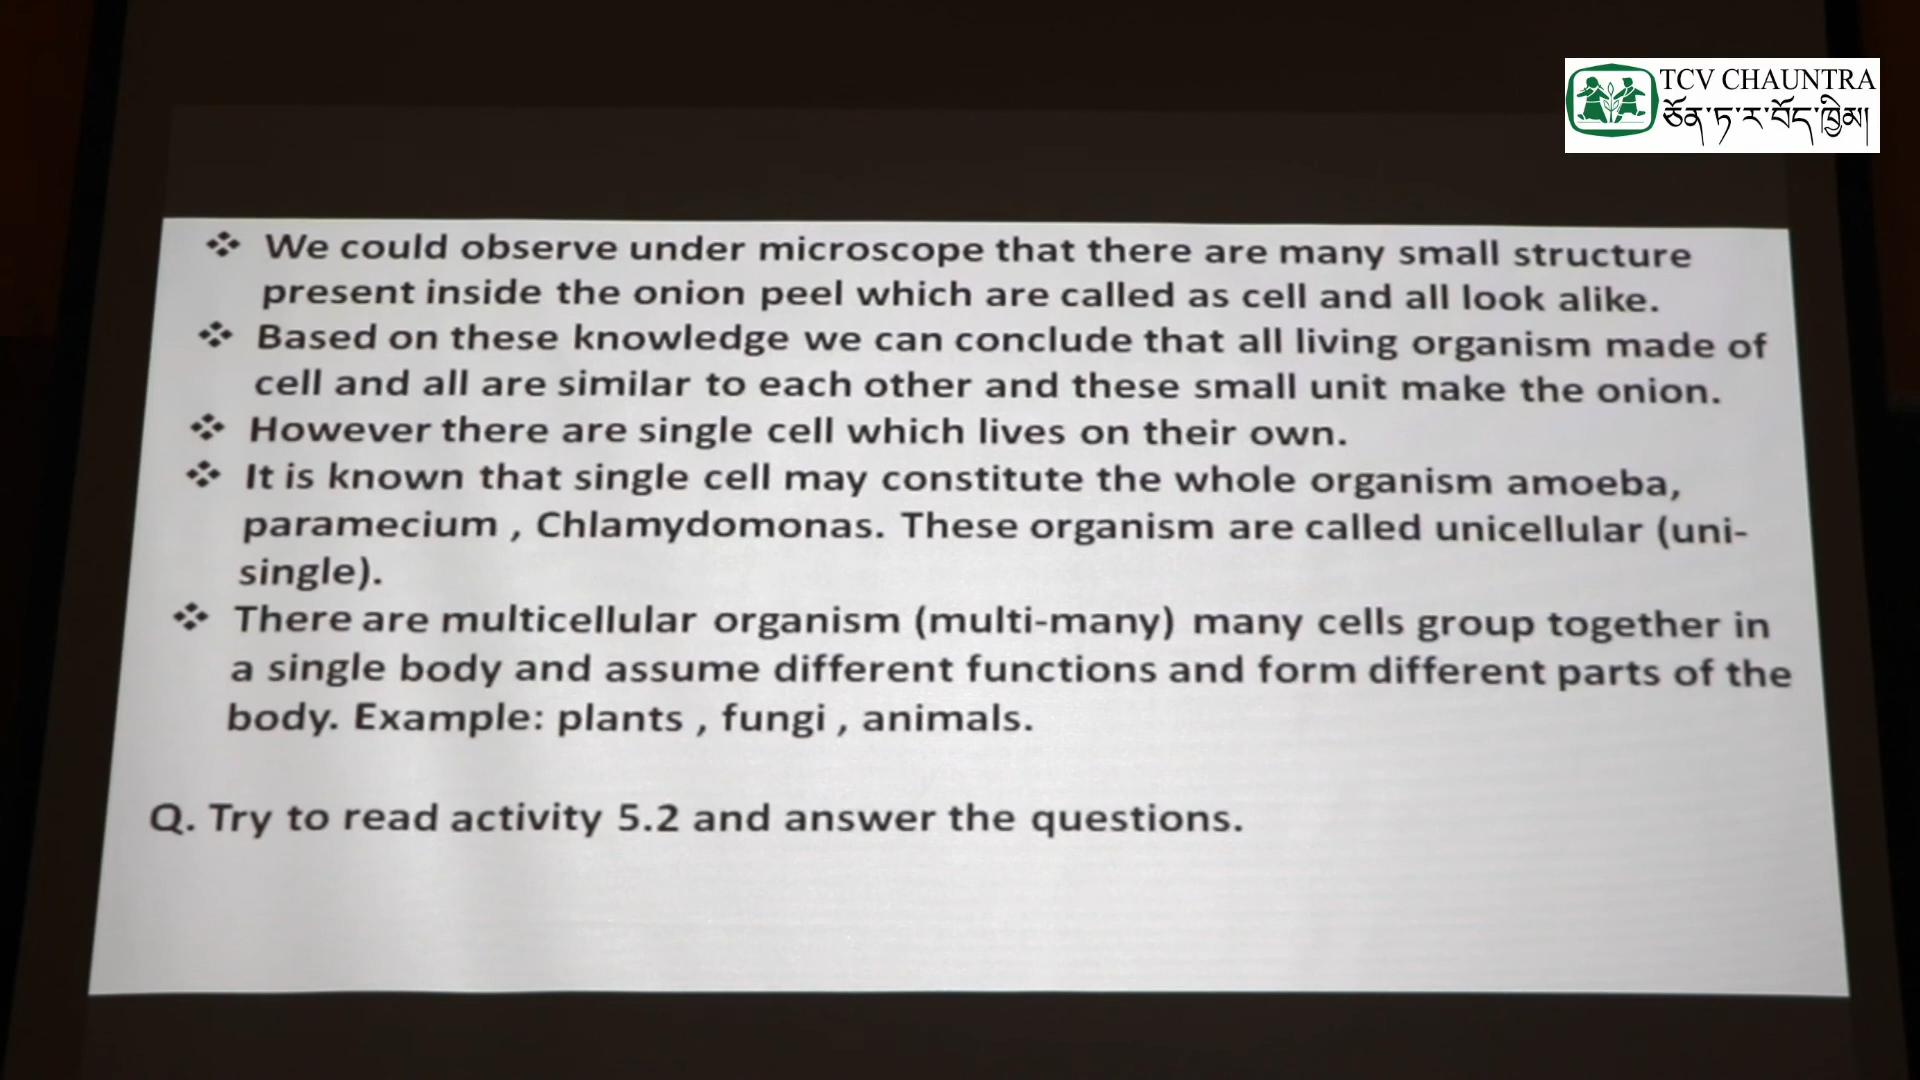 TCV CHAUNTRA
ཅོན་ཏ་ར་བོད་ཁྱིམ།
❖ We could observe under microscope that there are many small structure
present inside the onion peel which are called as cell and all look alike.
❖ Based on these knowledge we can conclude that all living organism made of
cell and all are similar to each other and these small unit make the onion.
❖ However there are single cell which lives on their own.
❖ It is known that single cell may constitute the whole organism amoeba,
paramecium , Chlamydomonas. These organism are called unicellular (uni-
single).
❖ There are multicellular organism (multi-many) many cells group together in
a single body and assume different functions and form different parts of the
body. Example: plants , fungi , animals.
Q. Try to read activity 5.2 and answer the questions.